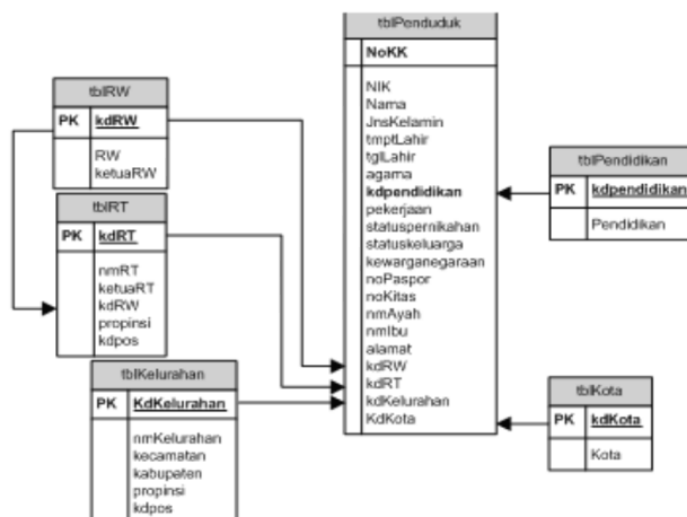 tblPenduduk
NoKK
NIK
Nama
JnsKelamin
tmptLahir
tglLahir
agama
kdpendidikan
pekerjaan
statuspernikahan
statuskeluarga
kewarganegaraan
noPaspor
noKitas
nmAyah
nmIbu
alamat
kdRW
kdRT
kdKelurahan
KdKota
tblRW
PK kdRW
RW
ketuaRW
tblRT
PK kdRT
nmRT
ketuaRT
kdRW
propinsi
kdpos
tblKelurahan
PK KdKelurahan
nmKelurahan
kecamatan
kabupaten
propinsi
kdpos
tblPendidikan
PK kdpendidikan
Pendidikan
tblKota
PK kdKota
Kota